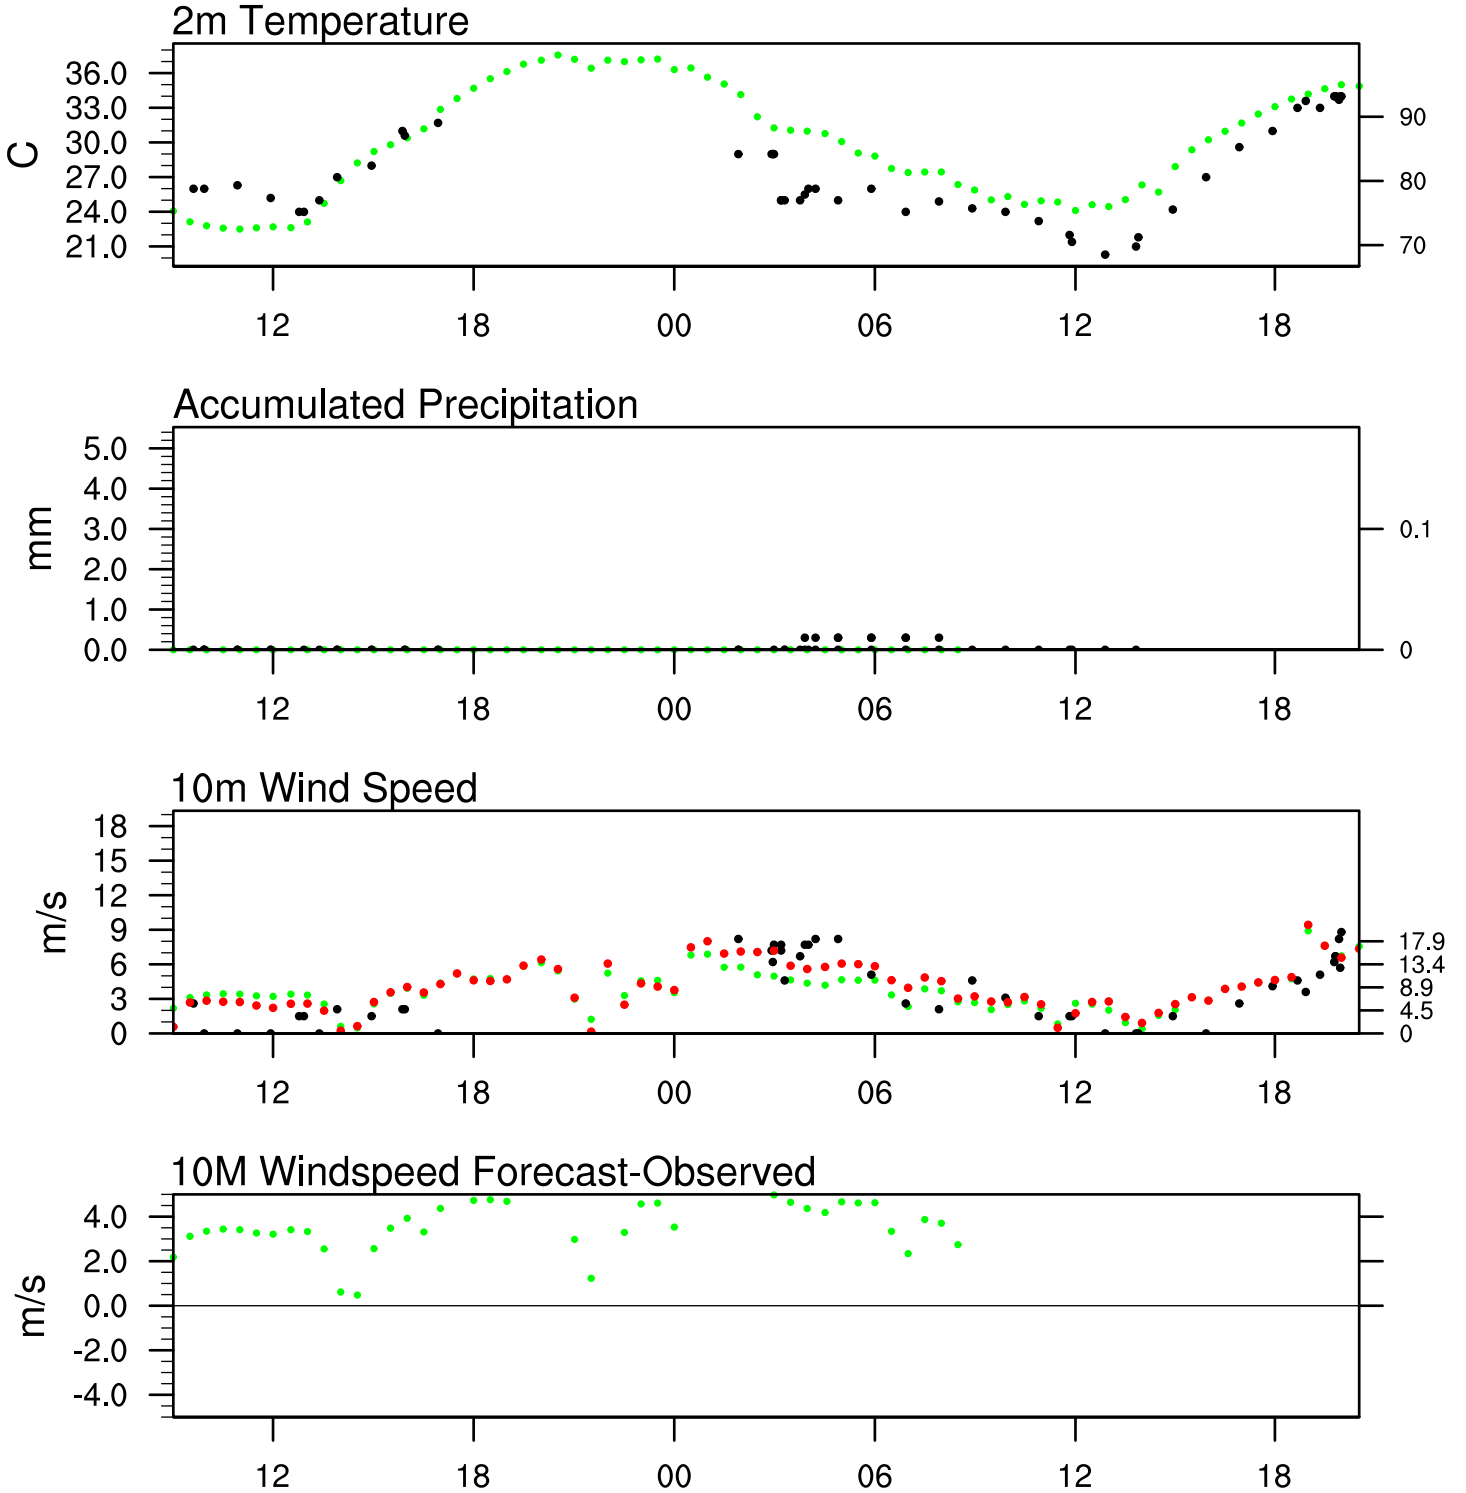 2m Temperature
36.0
33.0
30.0
27.0
24.0
21.0
C
90
80
70
12 18 00 06 12 18
Accumulated Precipitation
5.0
4.0
3.0
2.0
1.0
0.0
mm
0.1
0
12 18 00 06 12 18
10m Wind Speed
18
15
12
9
6
3
0
m/s
17.9
13.4
8.9
4.5
0
12 18 00 06 12 18
10M Windspeed Forecast-Observed
4.0
2.0
0.0
-2.0
-4.0
m/s
12 18 00 06 12 18